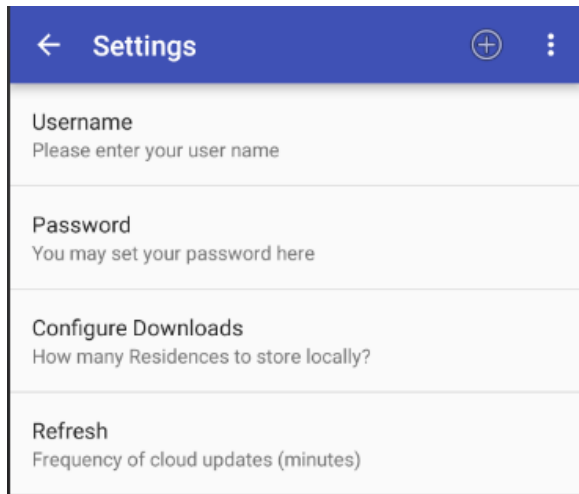 Settings
Username
Please enter your user name
Password
You may set your password here
Configure Downloads
How many Residences to store locally?
Refresh
Frequency of cloud updates (minutes)